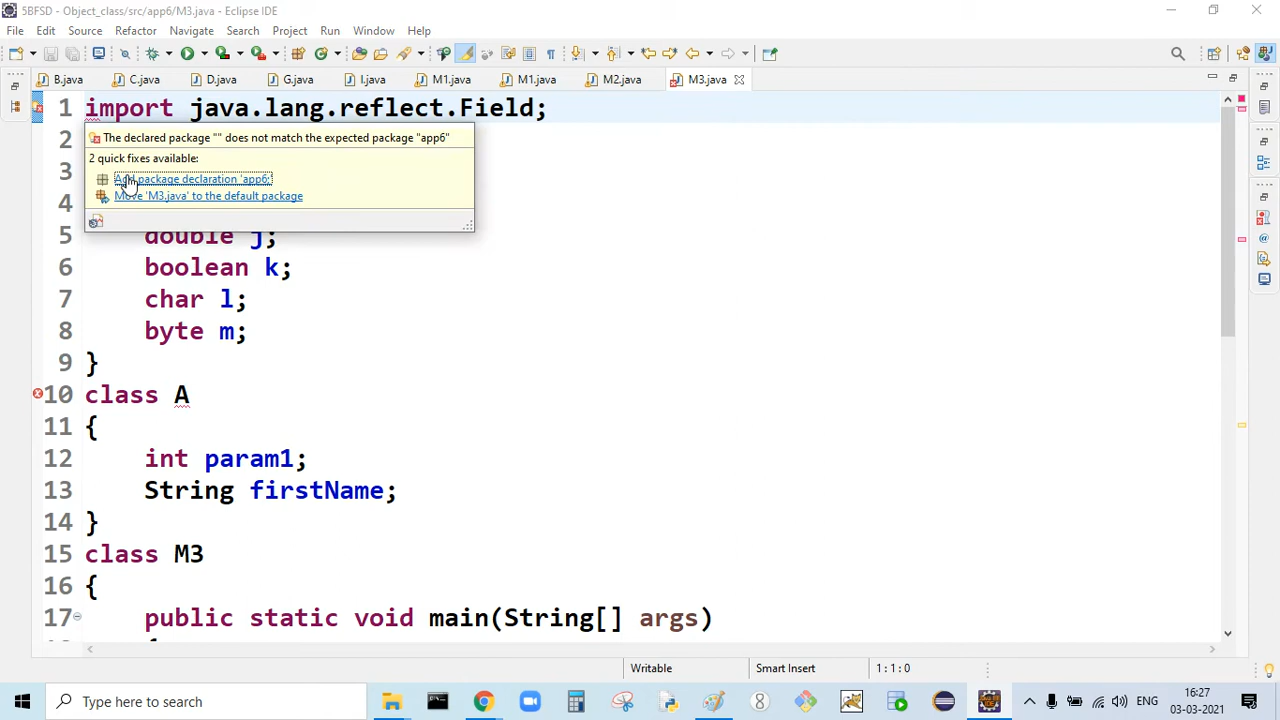 5BFSD - Object_class/src/app6/M3.java - Eclipse IDE
File Edit Source Refactor Navigate Search Project Run Window Help
B.java C.java D.java G.java I.java M1.java M1.java M2.java M3.java
1 import java.lang.reflect.Field;
2
The declared package "" does not match the expected package "app6"
2 quick fixes available:
3
Add package declaration 'app6;'
Move 'M3.java' to the default package
4
5 double j;
6 boolean k;
7 char l;
8 byte m;
9 }
10 class A
11 {
12 int param1;
13 String firstName;
14 }
15 class M3
16 {
17 public static void main(String[] args)
Writable Smart Insert 1 : 1 : 0
Type here to search
ENG
16:27
03-03-2021